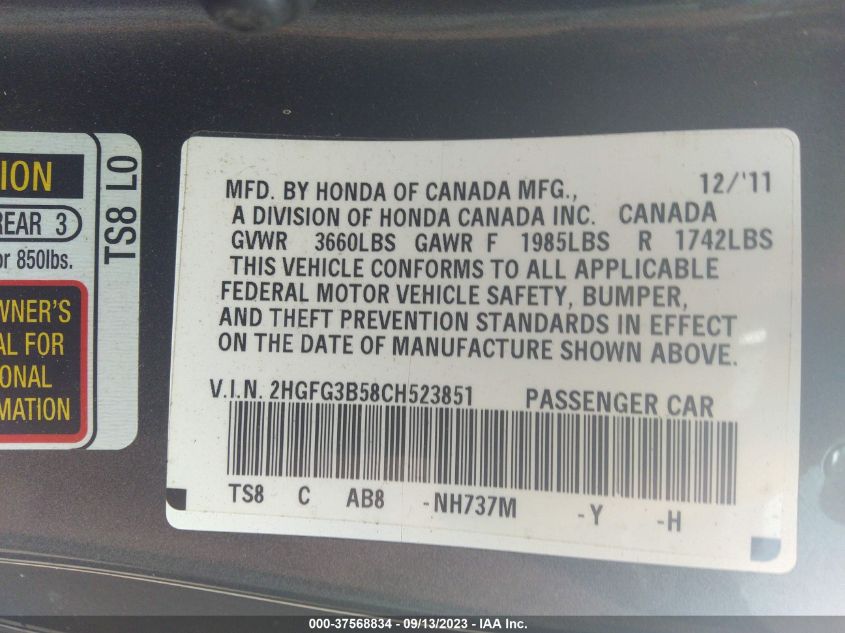 ION
REAR 3
or 850lbs.
WNER'S
AL FOR
ONAL
MATION
TS8 L0
MFD. BY HONDA OF CANADA MFG., 12/'11
A DIVISION OF HONDA CANADA INC. CANADA
GVWR 3660LBS GAWR F 1985LBS R 1742LBS
THIS VEHICLE CONFORMS TO ALL APPLICABLE
FEDERAL MOTOR VEHICLE SAFETY, BUMPER,
AND THEFT PREVENTION STANDARDS IN EFFECT
ON THE DATE OF MANUFACTURE SHOWN ABOVE.
V.I.N. 2HGFG3B58CH523851 PASSENGER CAR
TS8 C AB8 -NH737M -Y -H
000-37568834 - 09/13/2023 - IAA Inc.